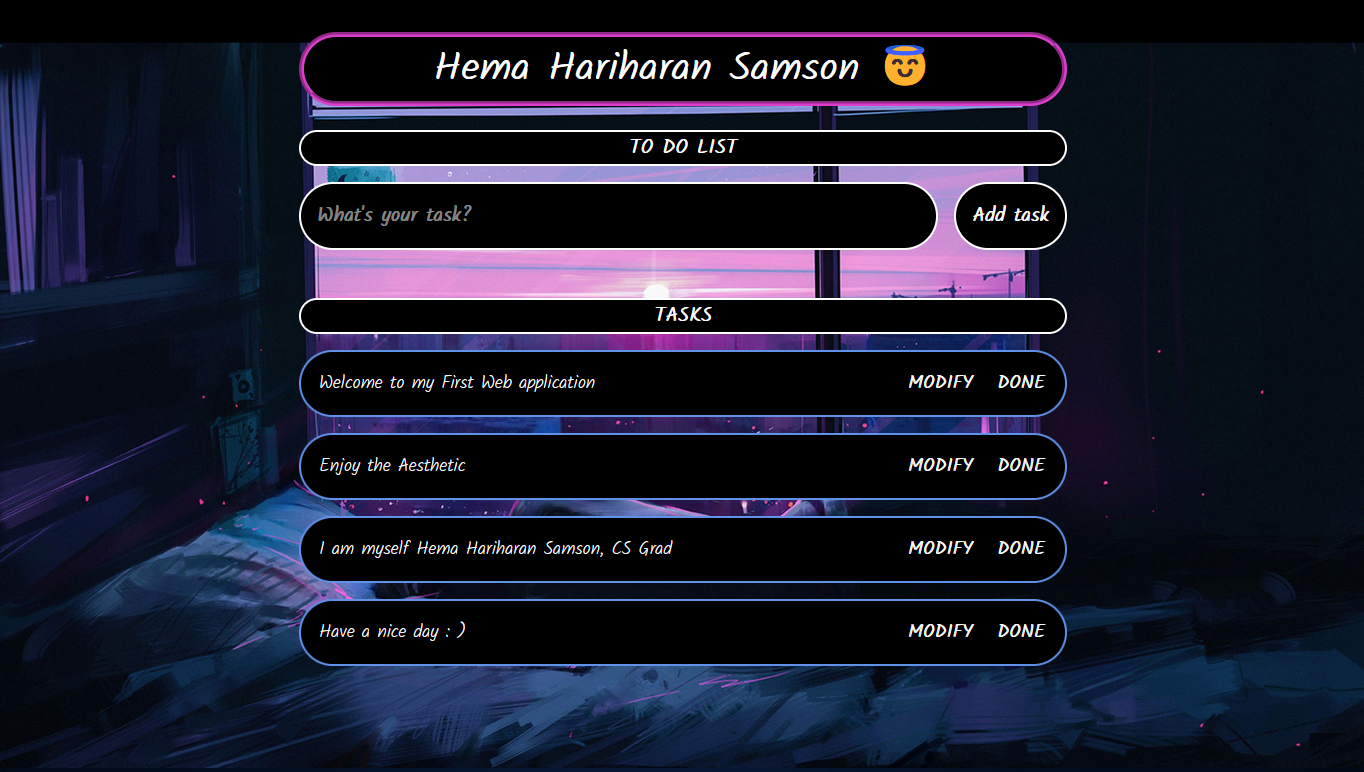 Hema Hariharan Samson 😇
TO DO LIST
What's your task?
Add task
TASKS
Welcome to my First Web application
MODIFY DONE
Enjoy the Aesthetic
MODIFY DONE
I am myself Hema Hariharan Samson, CS Grad
MODIFY DONE
Have a nice day : )
MODIFY DONE